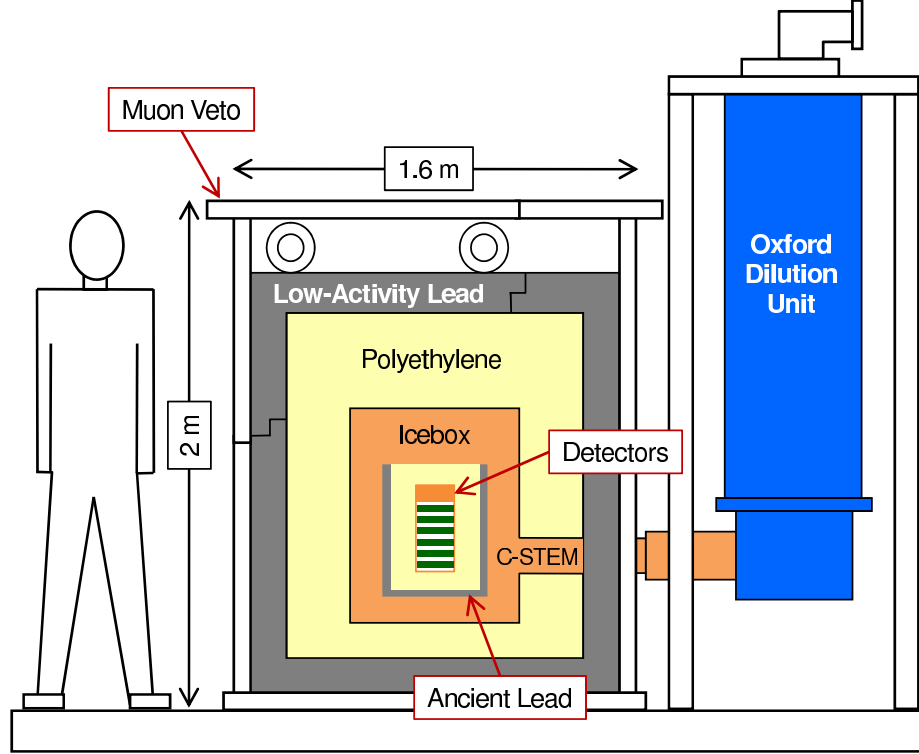 Muon Veto
1.6 m
Oxford
Dilution
Unit
Low-Activity Lead
Polyethylene
2 m
Icebox
Detectors
C-STEM
Ancient Lead